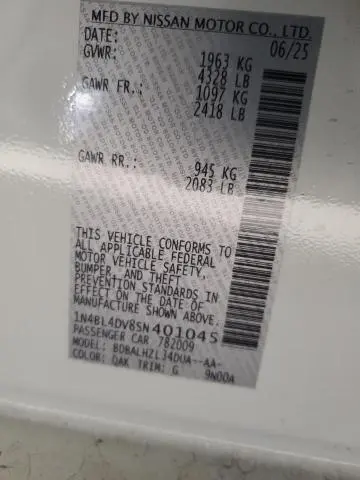 MFD BY NISSAN MOTOR CO., LTD.
DATE: 06/25
GVWR: 1963 KG
4328 LB
GAWR FR.: 1097 KG
2418 LB
GAWR RR.: 945 KG
2083 LB
THIS VEHICLE CONFORMS TO
ALL APPLICABLE FEDERAL
MOTOR VEHICLE SAFETY,
BUMPER, AND THEFT
PREVENTION STANDARDS IN
EFFECT ON THE DATE OF
MANUFACTURE SHOWN ABOVE.
1N4BL4DV8SN401045
PASSENGER CAR 782009
MODEL: BDBALHZL34DUA--AA-
COLOR: QAK TRIM: G 9N00A